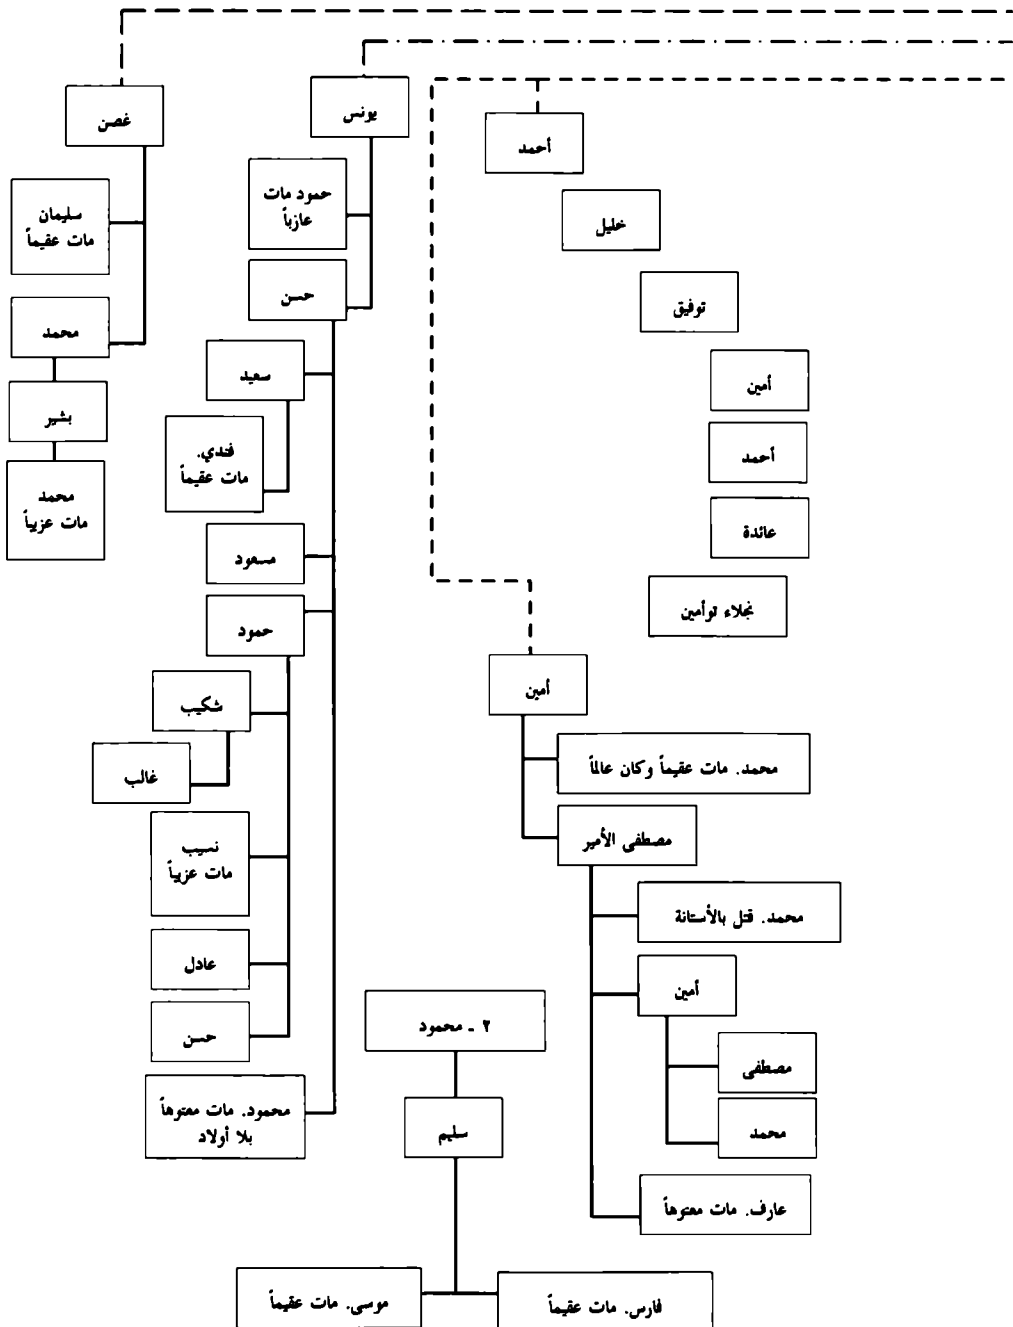 أحمد
خليل
توفيق
أمين
أحمد
عائدة
نجلاء توأمين
أمين
محمد. مات عقيماً وكان عالماً
مصطفى الأمير
محمد. قتل بالأستانة
أمين
مصطفى
محمد
عارف. مات معتوهاً
يونس
حمود مات
عازباً
حسن
سعيد
فندي.
مات عقيماً
مسعود
حمود
شكيب
غالب
نسيب
مات عزبياً
عادل
حسن
محمود. مات معتوهاً
بلا أولاد
غصن
سليمان
مات عقيماً
محمد
بشير
محمد
مات عزبياً
٢ ـ محمود
سليم
فارس. مات عقيماً
موسى. مات عقيماً